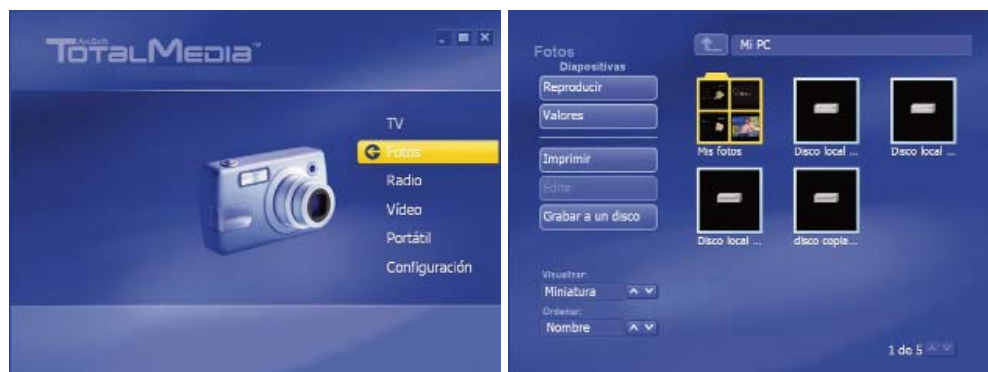 ArcSoft
TotalMedia™
TV
Fotos
Radio
Vídeo
Portátil
Configuración
Fotos
Diapositivas
Reproducir
Valores
Imprimir
Edite
Grabar a un disco
Visualizar:
Miniatura
Ordenar:
Nombre
Mi PC
Mis fotos
Disco local ...
Disco local ...
Disco local ...
disco copia...
1 de 5